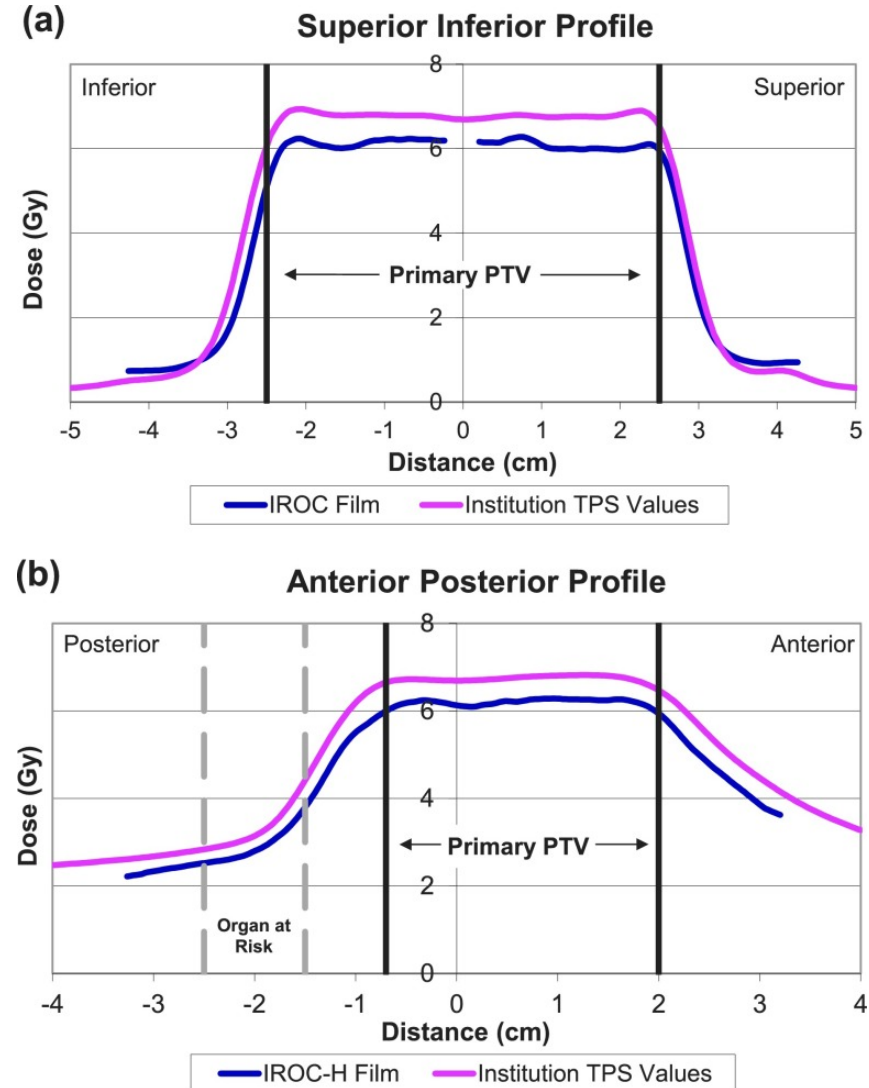 (a)
Superior Inferior Profile
Inferior
Superior
8
6
4
2
0
Dose (Gy)
Primary PTV
-5 -4 -3 -2 -1 0 1 2 3 4 5
Distance (cm)
IROC Film Institution TPS Values
(b)
Anterior Posterior Profile
Posterior
Anterior
8
6
4
2
0
Dose (Gy)
Primary PTV
Organ at
Risk
-4 -3 -2 -1 0 1 2 3 4
Distance (cm)
IROC-H Film Institution TPS Values